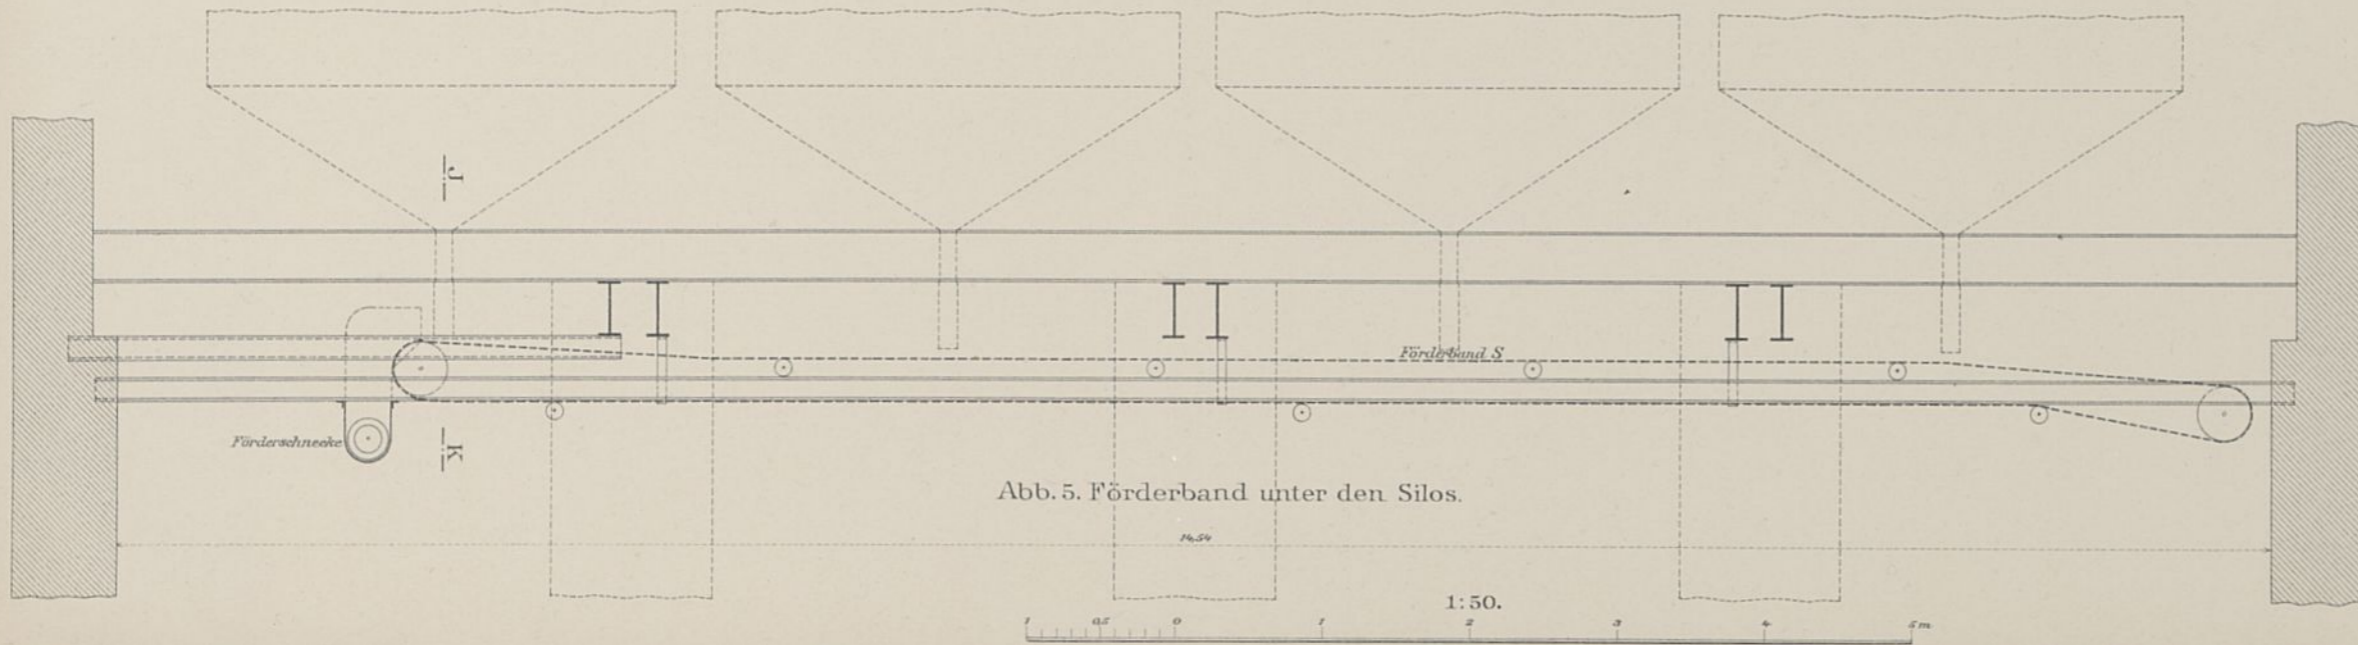 J
Förderband S
Förderschnecke
K
Abb. 5. Förderband unter den Silos.
14,54
1:50.
1 0,5 0 1 2 3 4 5 m